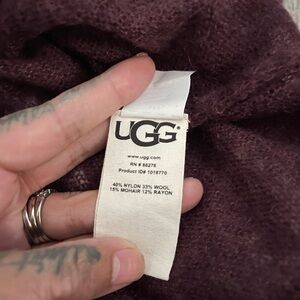 UGG
www.ugg.com
RN # 88276
Product ID# 1018770
40% NYLON 33% WOOL
15% MOHAIR 12% RAYON